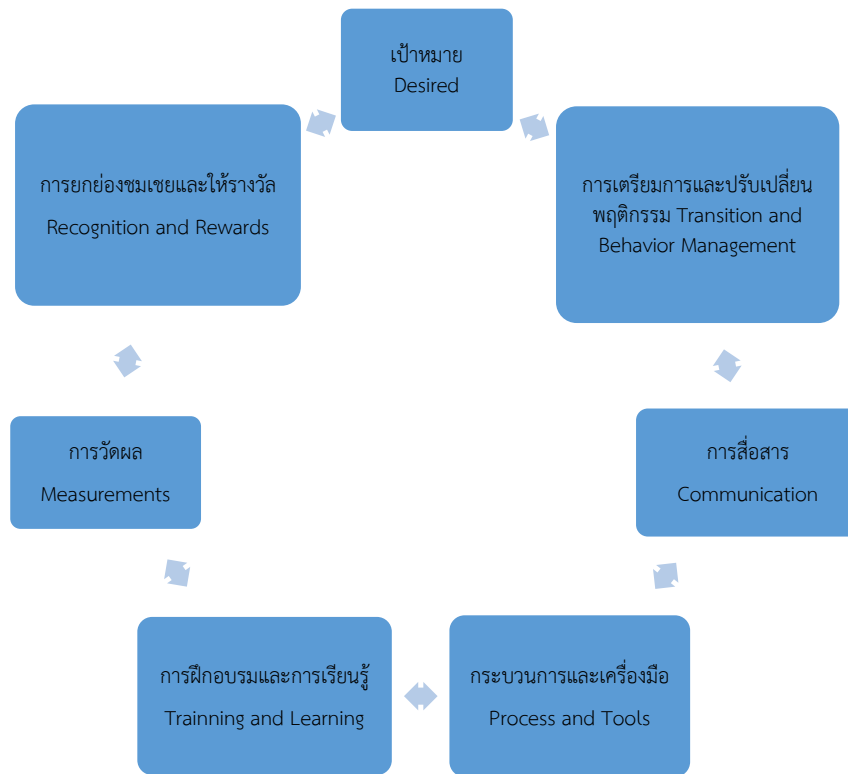 เป้าหมาย
Desired
การยกย่องชมเชยและให้รางวัล
Recognition and Rewards
การเตรียมการและปรับเปลี่ยน
พฤติกรรม Transition and
Behavior Management
การวัดผล
Measurements
การสื่อสาร
Communication
การฝึกอบรมและการเรียนรู้
Trainning and Learning
กระบวนการและเครื่องมือ
Process and Tools